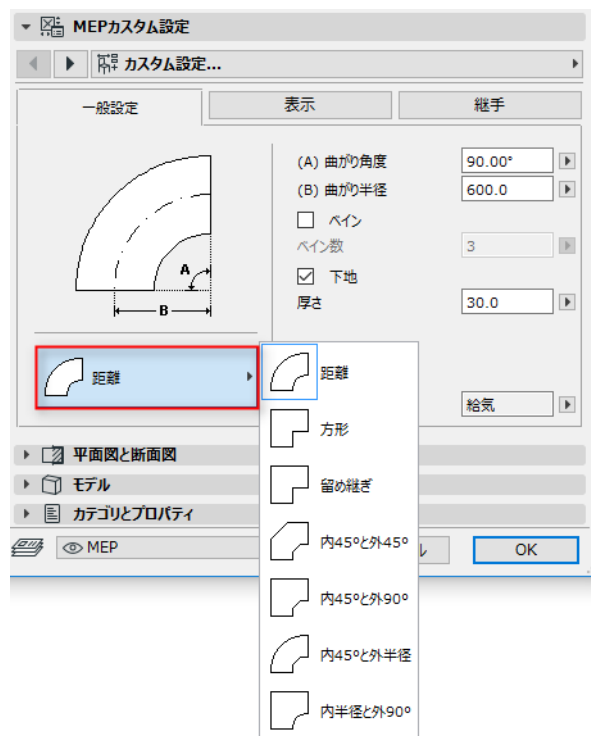 MEPカスタム設定
カスタム設定...
一般設定
表示
継手
(A) 曲がり角度
90.00°
(B) 曲がり半径
600.0
ベイン
ベイン数
3
下地
厚さ
30.0
A
B
距離
給気
距離
方形
留め継ぎ
内45°と外45°
内45°と外90°
内45°と外半径
内半径と外90°
平面図と断面図
モデル
カテゴリとプロパティ
MEP
ル
OK